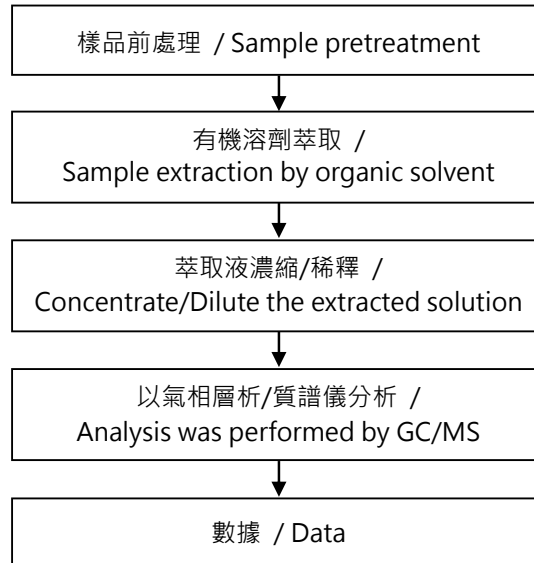 樣品前處理 / Sample pretreatment
有機溶劑萃取 /
Sample extraction by organic solvent
萃取液濃縮/稀釋 /
Concentrate/Dilute the extracted solution
以氣相層析/質譜儀分析 /
Analysis was performed by GC/MS
數據 / Data